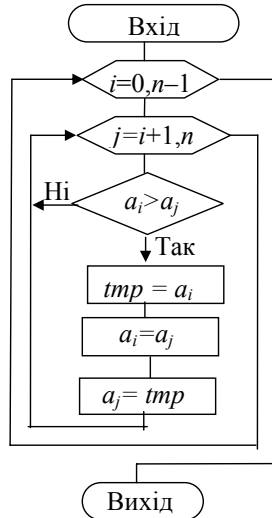 Вхід
i=0,n–1
j=i+1,n
Ні
aᵢ>aⱼ
Так
tmp = aᵢ
aᵢ=aⱼ
aⱼ= tmp
Вихід